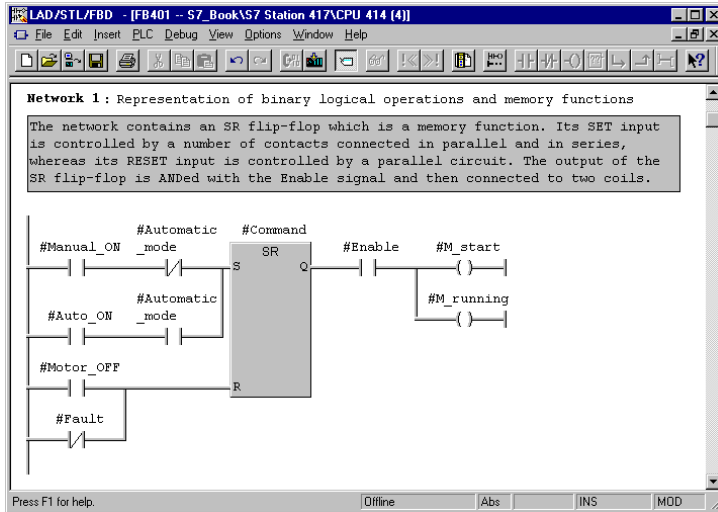 LAD/STL/FBD - [FB401 -- S7_Book\S7 Station 417\CPU 414 (4)]
File Edit Insert PLC Debug View Options Window Help
Network 1 : Representation of binary logical operations and memory functions
The network contains an SR flip-flop which is a memory function. Its SET input
is controlled by a number of contacts connected in parallel and in series,
whereas its RESET input is controlled by a parallel circuit. The output of the
SR flip-flop is ANDed with the Enable signal and then connected to two coils.
#Automatic #Command
#Manual_ON _mode SR #Enable #M_start
S Q
#Automatic #M_running
#Auto_ON _mode
#Motor_OFF
R
#Fault
Press F1 for help. Offline Abs INS MOD